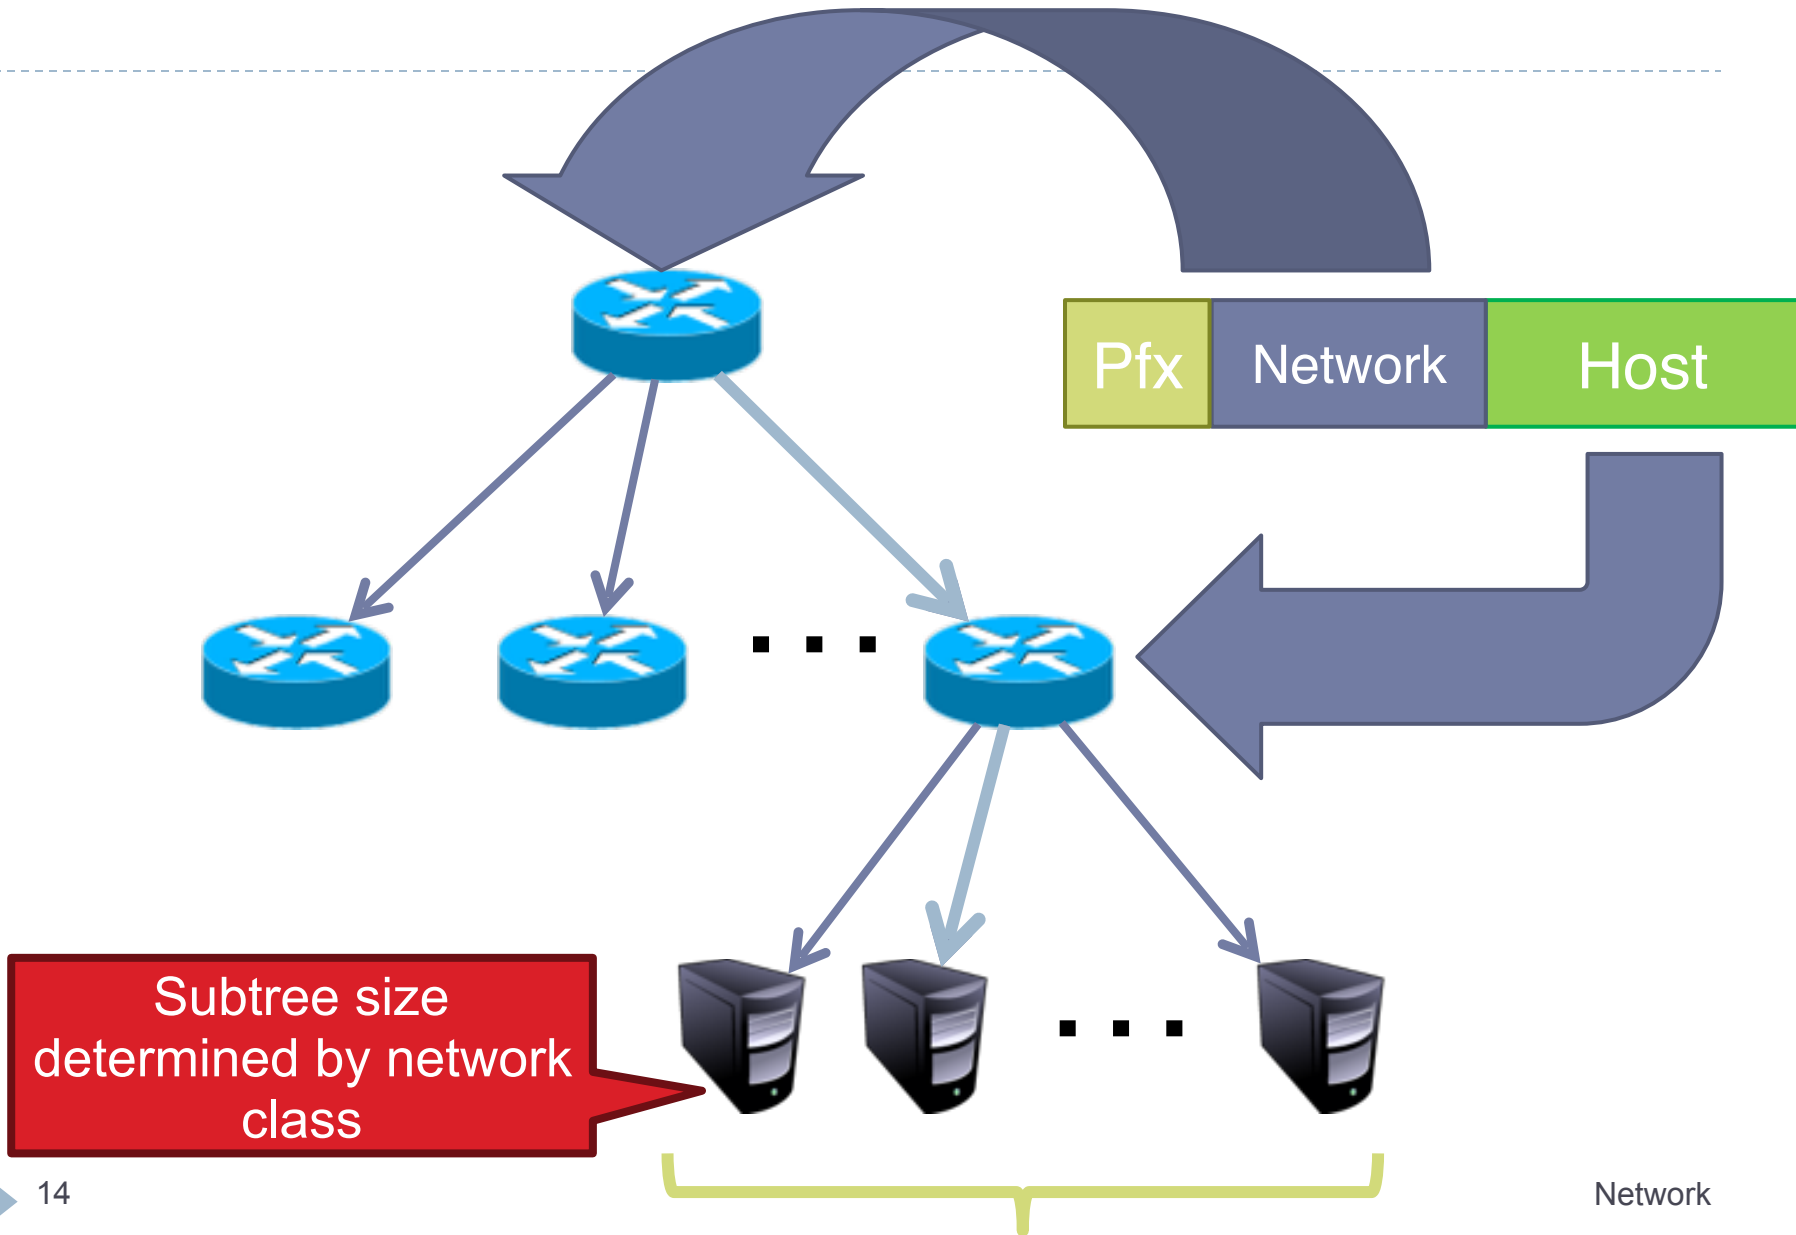 Pfx Network Host
Subtree size
determined by network
class
14
Network